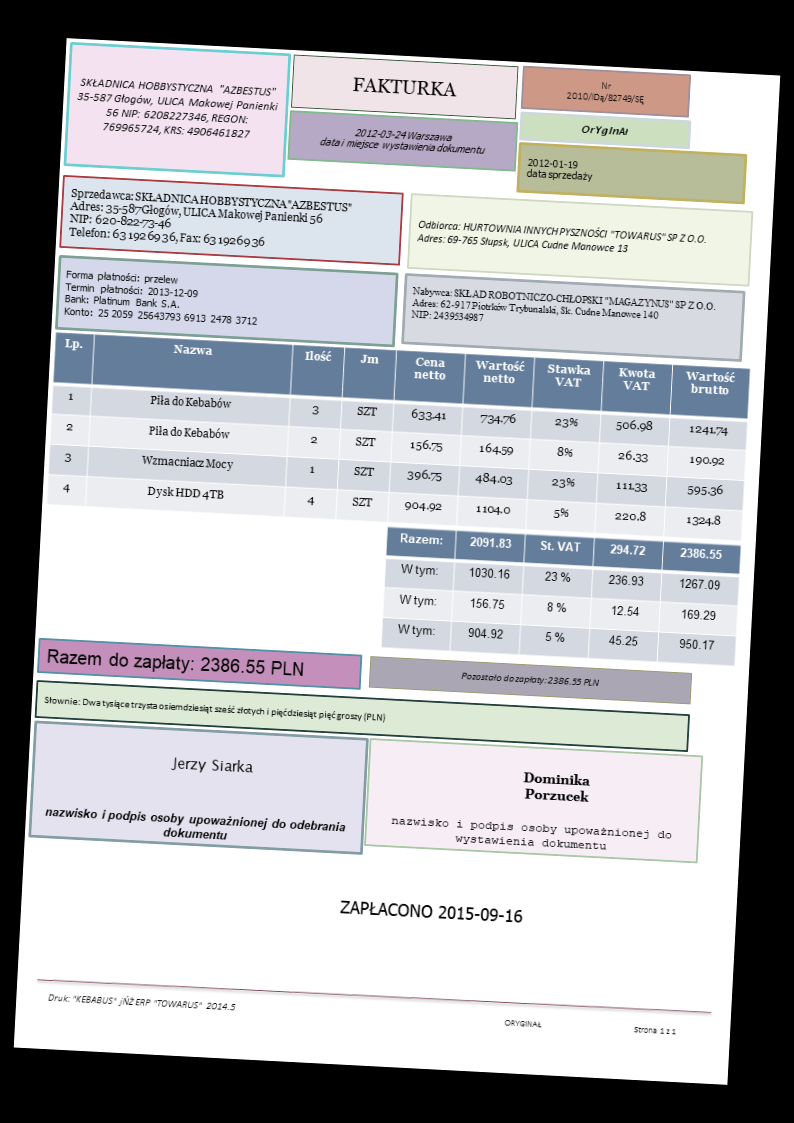 SKŁADNICA HOBBYSTYCZNA "AZBESTUS"
35-587 Głogów, ULICA Makowej Panienki
56 NIP: 6208227346, REGON:
769965724, KRS: 4906461827
FAKTURKA
2012-03-24 Warszawa
data i miejsce wystawienia dokumentu
Nr
2010/IDą/82749/SĘ
OrYgInAł
2012-01-19
data sprzedaży
Sprzedawca: SKŁADNICA HOBBYSTYCZNA "AZBESTUS"
Adres: 35-587 Głogów, ULICA Makowej Panienki 56
NIP: 620-822-73-46
Telefon: 63 192 69 36, Fax: 63 192 69 36
Odbiorca: HURTOWNIA INNYCH PYSZNOŚCI "TOWARUS" SP Z O.O.
Adres: 69-765 Słupsk, ULICA Cudne Manowce 13
Forma płatności: przelew
Termin płatności: 2013-12-09
Bank: Platinum Bank S.A.
Konto: 25 2059 25643793 6913 2478 3712
Nabywca: SKŁAD ROBOTNICZO-CHŁOPSKI "MAGAZYNUS" SP Z O.O.
Adres: 62-917 Piotrków Trybunalski, Sk. Cudne Manowce 140
NIP: 2439534987
Lp. Nazwa Ilość Jm Cena netto Wartość netto Stawka VAT Kwota VAT Wartość brutto
1 Piła do Kebabów 3 SZT 633.41 734.76 23% 506.98 1241.74
2 Piła do Kebabów 2 SZT 156.75 164.59 8% 26.33 190.92
3 Wzmacniacz Mocy 1 SZT 396.75 484.03 23% 111.33 595.36
4 Dysk HDD 4TB 4 SZT 904.92 1104.0 5% 220.8 1324.8
Razem: 2091.83 St. VAT 294.72 2386.55
W tym: 1030.16 23 % 236.93 1267.09
W tym: 156.75 8 % 12.54 169.29
W tym: 904.92 5 % 45.25 950.17
Razem do zapłaty: 2386.55 PLN
Pozostało do zapłaty: 2386.55 PLN
Słownie: Dwa tysiące trzysta osiemdziesiąt sześć złotych i pięćdziesiąt pięć groszy (PLN)
Jerzy Siarka
nazwisko i podpis osoby upoważnionej do odebrania
dokumentu
Dominika
Porzucek
nazwisko i podpis osoby upoważnionej do
wystawienia dokumentu
ZAPŁACONO 2015-09-16
Druk: "KEBABUS" jŃŻ ERP "TOWARUS" 2014.5
ORYGINAŁ
Strona 1 z 1